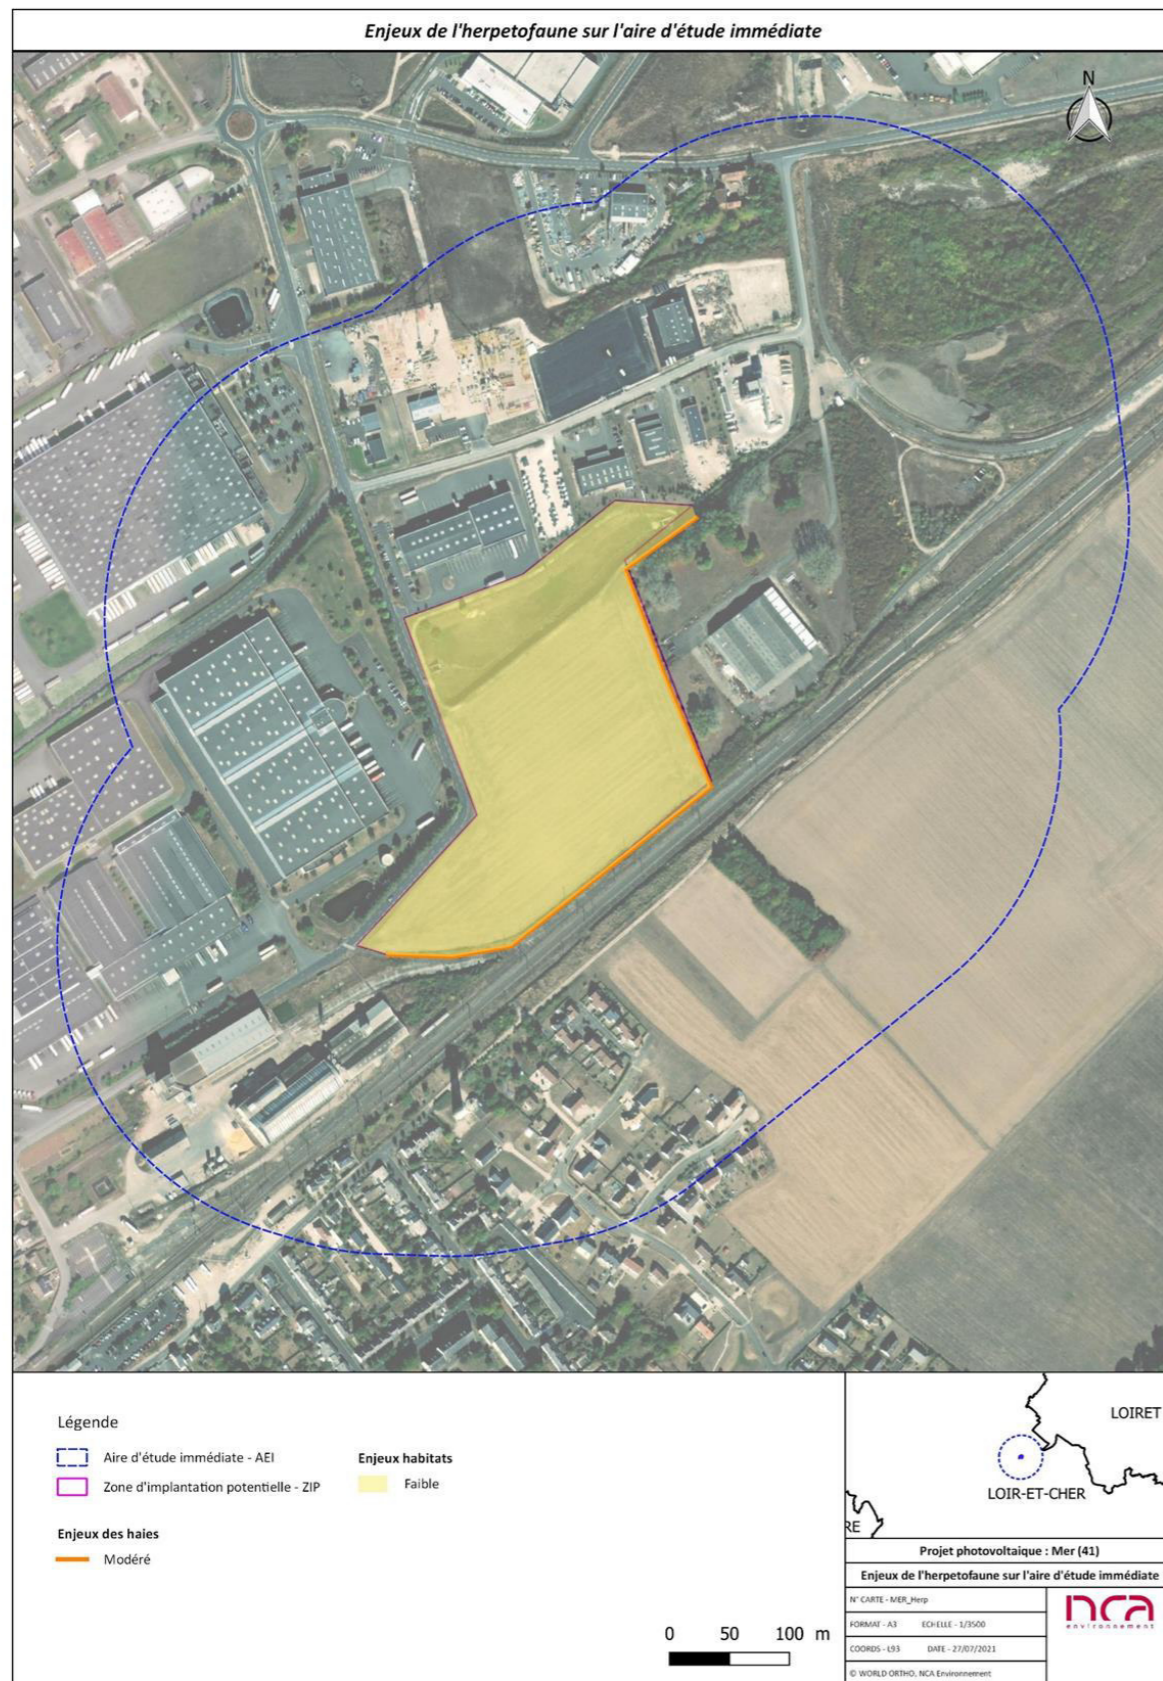 Enjeux de l'herpetofaune sur l'aire d'étude immédiate
N
Légende
Aire d'étude immédiate - AEI
Zone d'implantation potentielle - ZIP
Enjeux des haies
Modéré
Enjeux habitats
Faible
0 50 100 m
LOIRET
LOIR-ET-CHER
RE
Projet photovoltaique : Mer (41)
Enjeux de l'herpetofaune sur l'aire d'étude immédiate
N° CARTE - MER_Herp
FORMAT - A3 ECHELLE - 1/3500
COORDS - L93 DATE - 27/07/2021
© WORLD ORTHO, NCA Environnement
nca
environnement